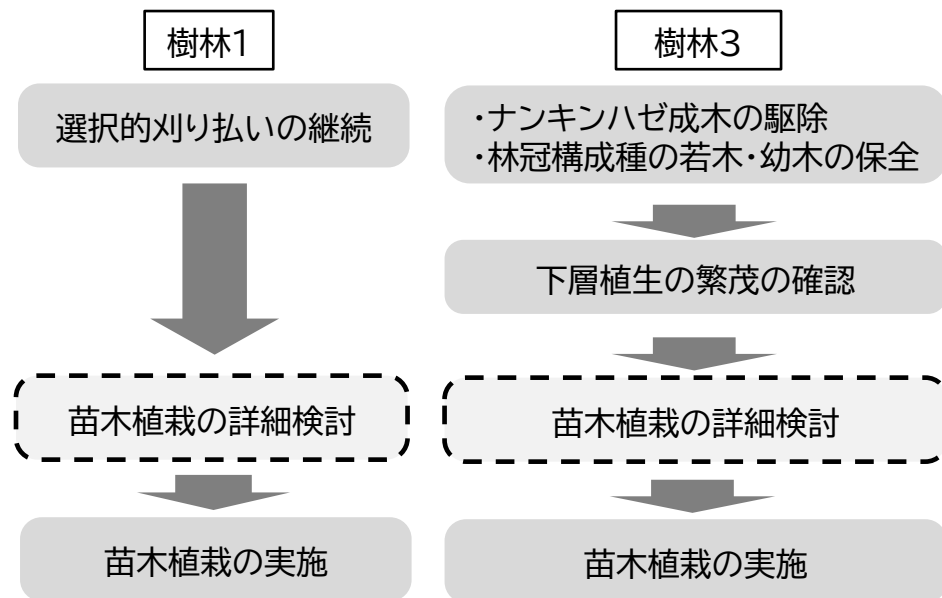 樹林1
選択的刈り払いの継続
苗木植栽の詳細検討
苗木植栽の実施
樹林3
・ナンキンハゼ成木の駆除
・林冠構成種の若木・幼木の保全
下層植生の繁茂の確認
苗木植栽の詳細検討
苗木植栽の実施